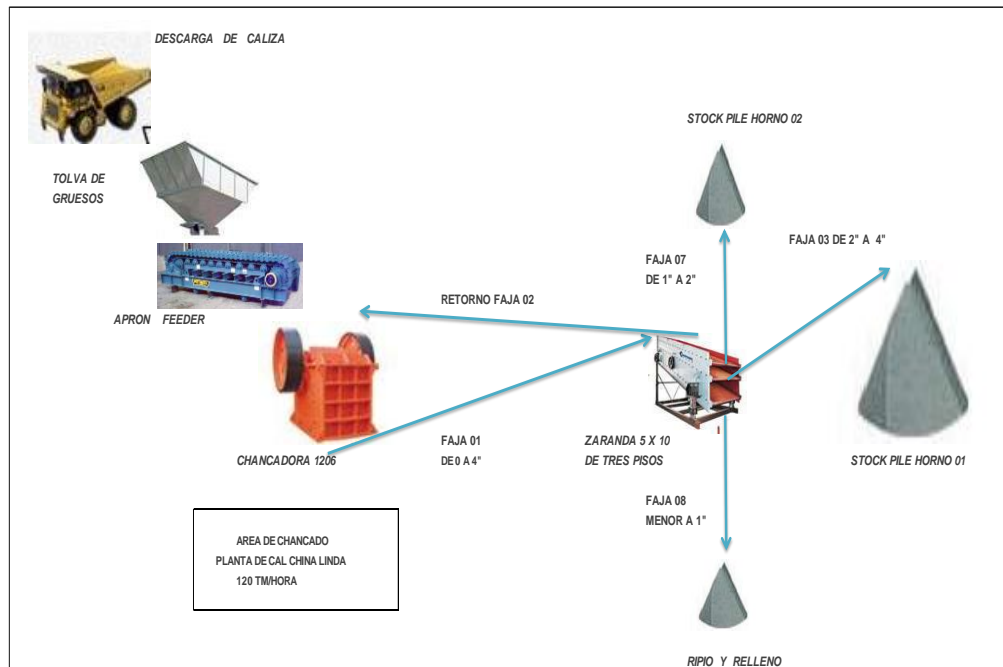 DESCARGA DE CALIZA
STOCK PILE HORNO 02
TOLVA DE
GRUESOS
FAJA 03 DE 2" A 4"
FAJA 07
DE 1" A 2"
RETORNO FAJA 02
APRON FEEDER
CHANCADORA 1206
FAJA 01
DE 0 A 4"
ZARANDA 5 X 10
DE TRES PISOS
STOCK PILE HORNO 01
FAJA 08
MENOR A 1"
AREA DE CHANCADO
PLANTA DE CAL CHINA LINDA
120 TM/HORA
RIPIO Y RELLENO